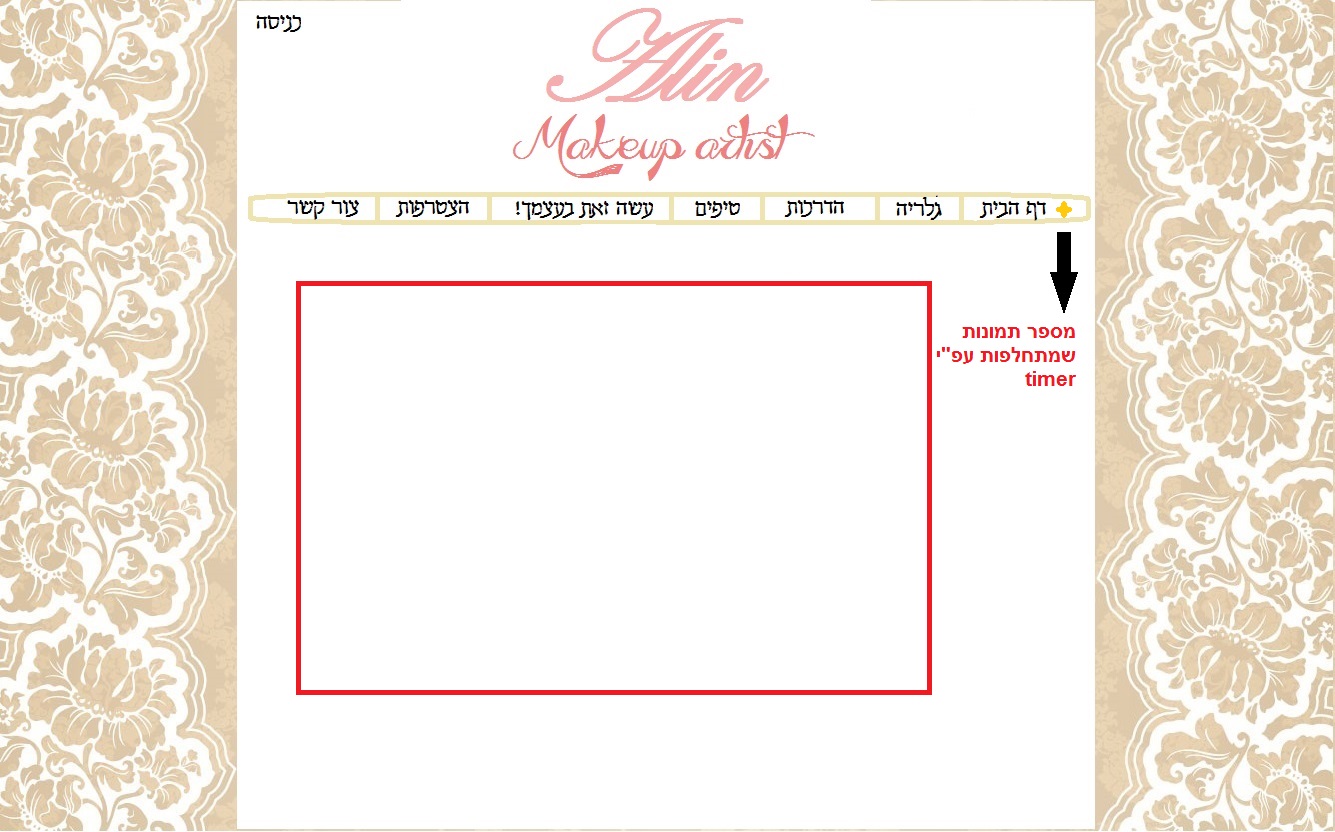 כניסה
Alin
Makeup artist
דף הבית גלריה הדרכות טיפים עשה זאת בעצמך! הצטרפות צור קשר
מספר תמונות
שמתחלפות עפ"י
timer